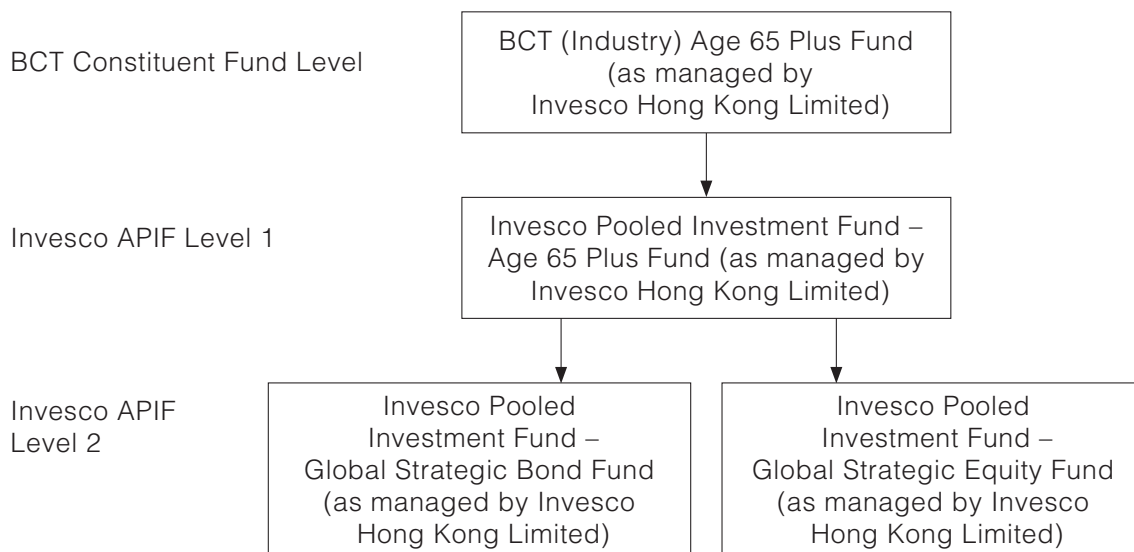 BCT Constituent Fund Level
BCT (Industry) Age 65 Plus Fund
(as managed by
Invesco Hong Kong Limited)
Invesco APIF Level 1
Invesco Pooled Investment Fund –
Age 65 Plus Fund (as managed by
Invesco Hong Kong Limited)
Invesco APIF
Level 2
Invesco Pooled
Investment Fund –
Global Strategic Bond Fund
(as managed by Invesco
Hong Kong Limited)
Invesco Pooled
Investment Fund –
Global Strategic Equity Fund
(as managed by Invesco
Hong Kong Limited)